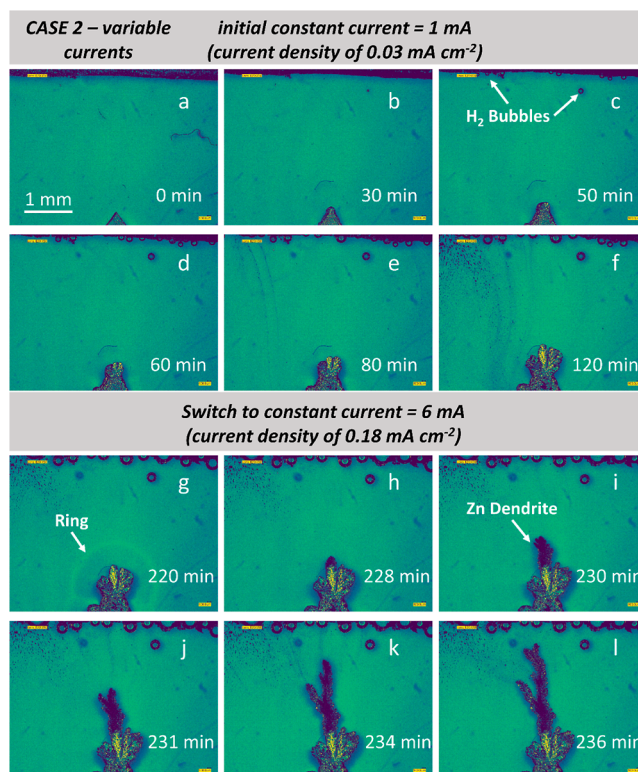 CASE 2 – variable currents
initial constant current = 1 mA
(current density of 0.03 mA cm-2)
a
0 min
1 mm
b
30 min
c
H2 Bubbles
50 min
d
60 min
e
80 min
f
120 min
Switch to constant current = 6 mA
(current density of 0.18 mA cm-2)
g
Ring
220 min
h
228 min
i
Zn Dendrite
230 min
j
231 min
k
234 min
l
236 min